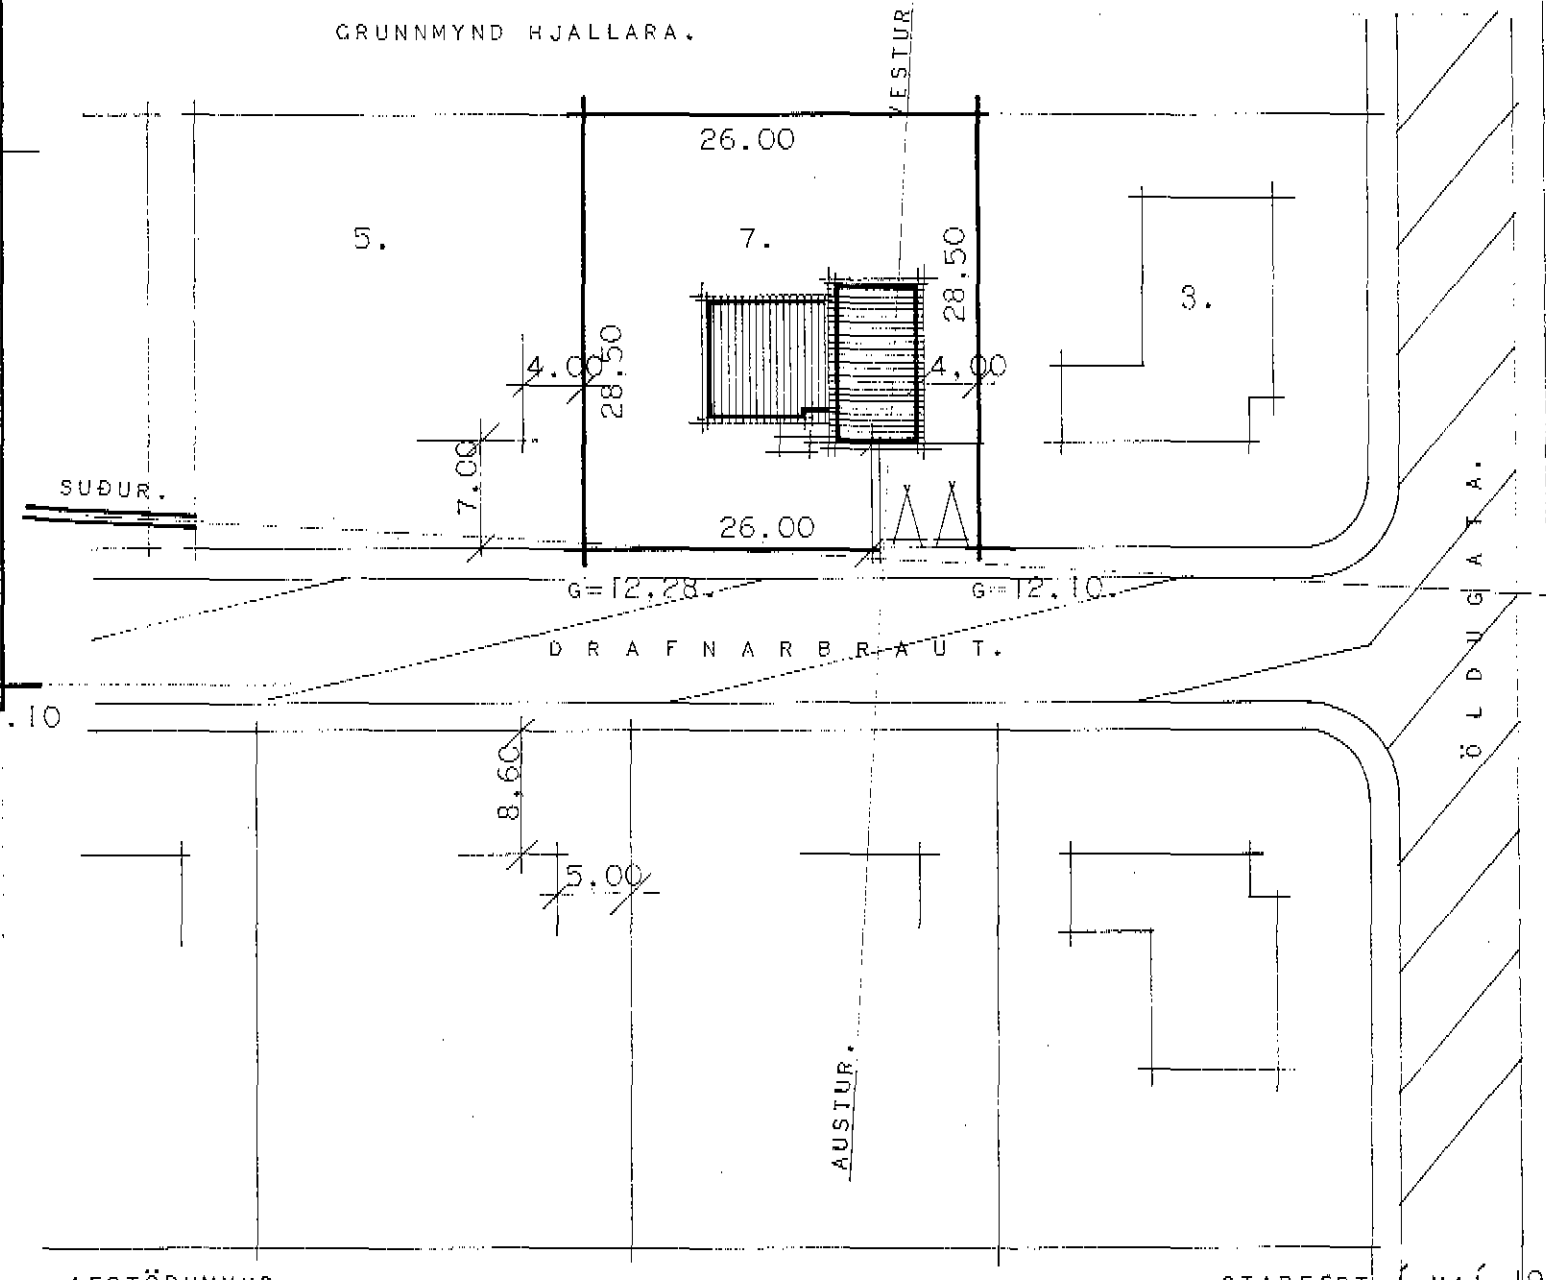 GRUNNMYND HJALLARA.
VESTUR
26.00
5.
7.
28.50
3.
4.00
28.50
4.00
7.00
SUÐUR.
26.00
G=12.28.
G=12.10.
DRAFNARBRAUT.
ÖLDUGATA.
.10
8.60
5.00
AUSTUR.